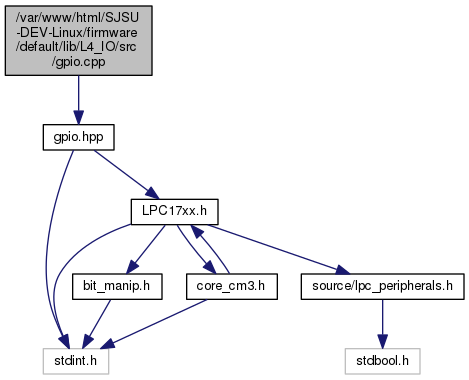 /var/www/html/SJSU
-DEV-Linux/firmware
/default/lib/L4_IO/src
/gpio.cpp
gpio.hpp
LPC17xx.h
bit_manip.h
core_cm3.h
source/lpc_peripherals.h
stdint.h
stdbool.h